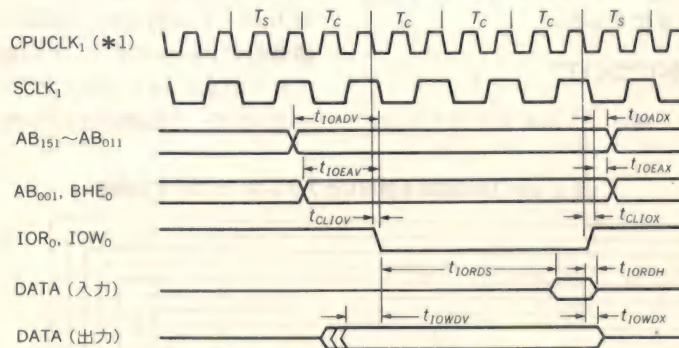 T_S T_C T_C T_C T_C T_S
CPUCLK₁ (✱1)
SCLK₁
t_IOADV t_IOADX
AB₁₅₁～AB₀₁₁
t_IOEAV t_IOEAX
AB₀₀₁, BHE₀
t_CLIOV t_CLIOX
IOR₀, IOW₀
t_IORDS t_IORDH
DATA (入力)
t_IOWDV t_IOWDX
DATA (出力)